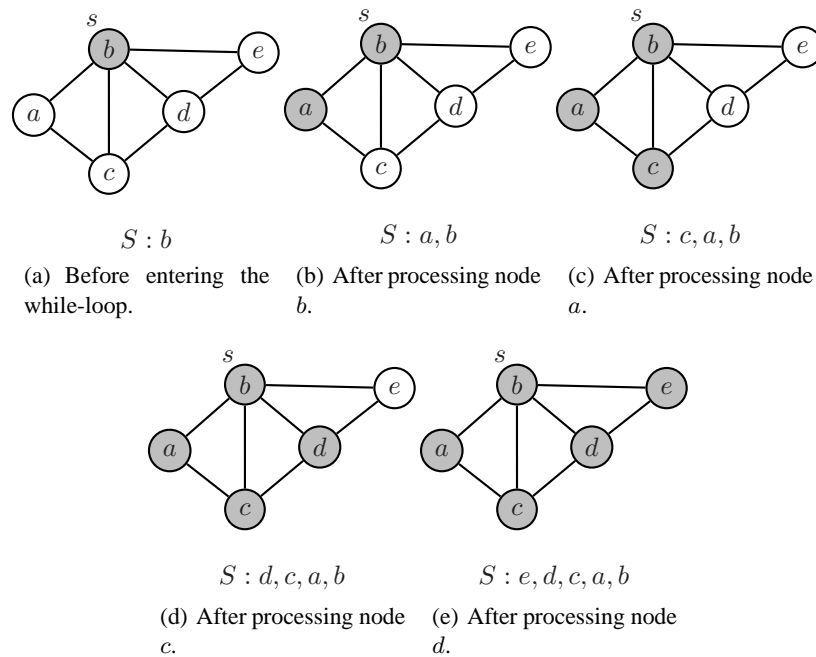 s
b
e
a
d
c
S : b
(a) Before entering the
while-loop.
s
b
e
a
d
c
S : a, b
(b) After processing node
b.
s
b
e
a
d
c
S : c, a, b
(c) After processing node
a.
s
b
e
a
d
c
S : d, c, a, b
(d) After processing node
c.
s
b
e
a
d
c
S : e, d, c, a, b
(e) After processing node
d.